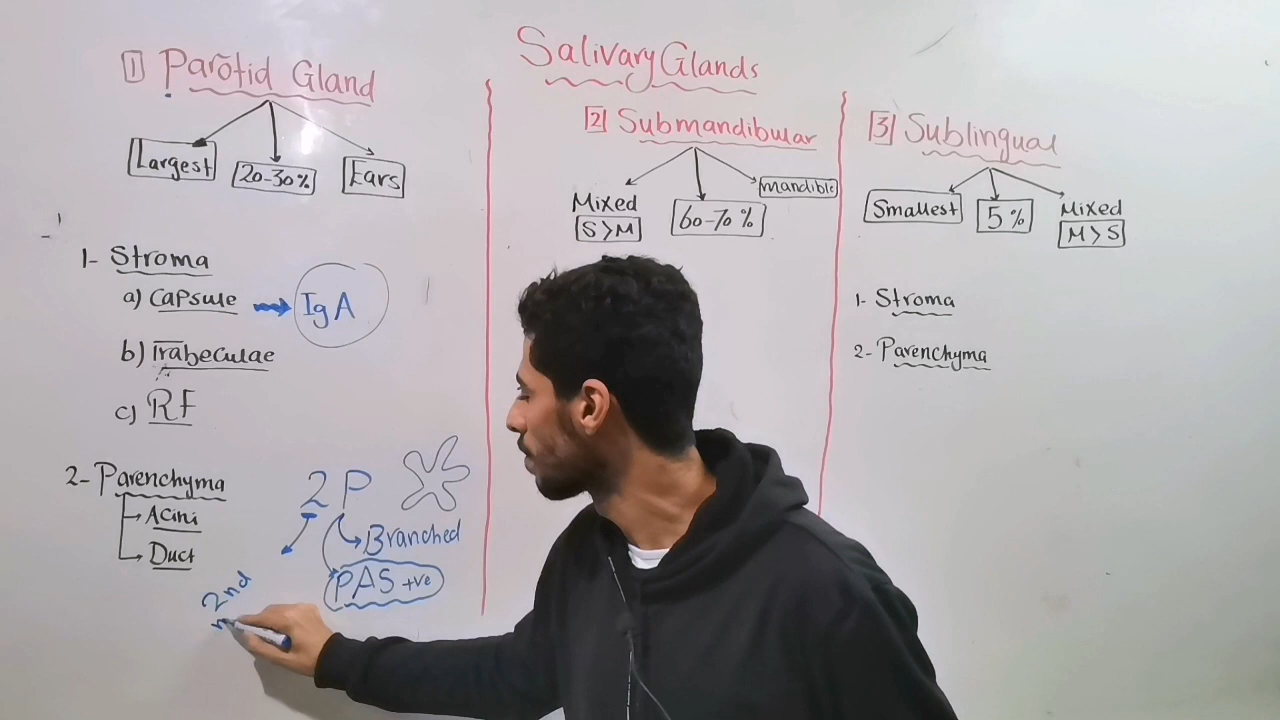 Salivary Glands
1 Parotid Gland
Largest
20-30%
Ears
1- Stroma
a) Capsule → IgA
b) Trabeculae
c) RF
2- Parenchyma
→ Acini
→ Duct
2 P
→ Branched
PAS +ve
2nd
2 Submandibular
Mixed
S>M
60-70%
mandible
3 Sublingual
Smallest
5%
Mixed
M>S
1- Stroma
2- Parenchyma